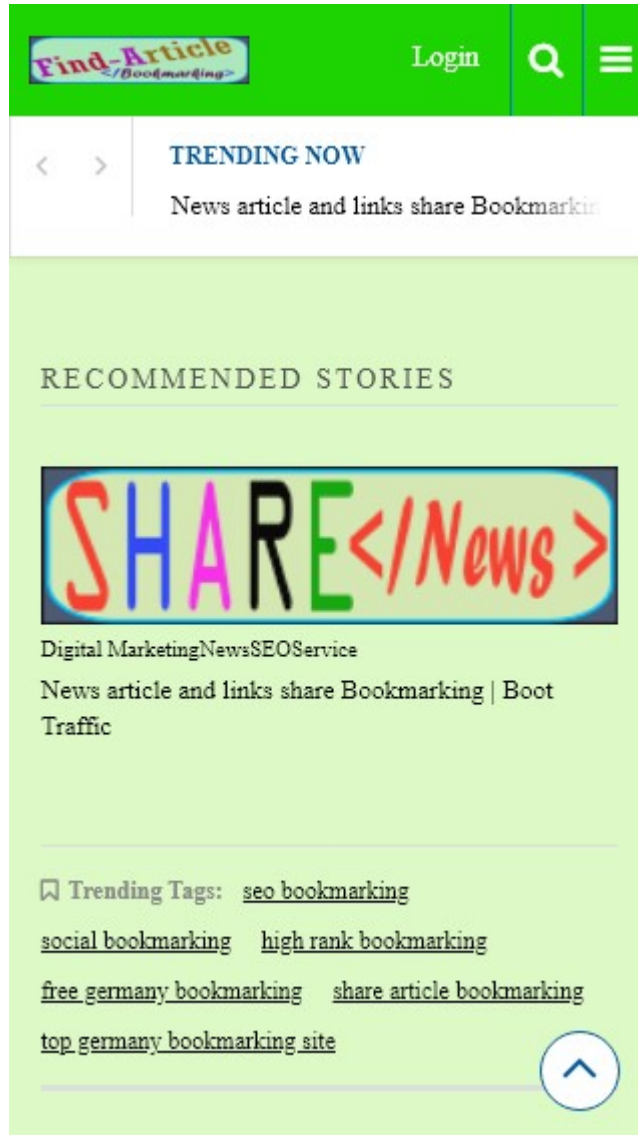 Find-Article
</Bookmarking>
Login
TRENDING NOW
News article and links share Bookmarkin
RECOMMENDED STORIES
SHARE</News>
Digital MarketingNewsSEOService
News article and links share Bookmarking | Boot
Traffic
Trending Tags: seo bookmarking
social bookmarking high rank bookmarking
free germany bookmarking share article bookmarking
top germany bookmarking site